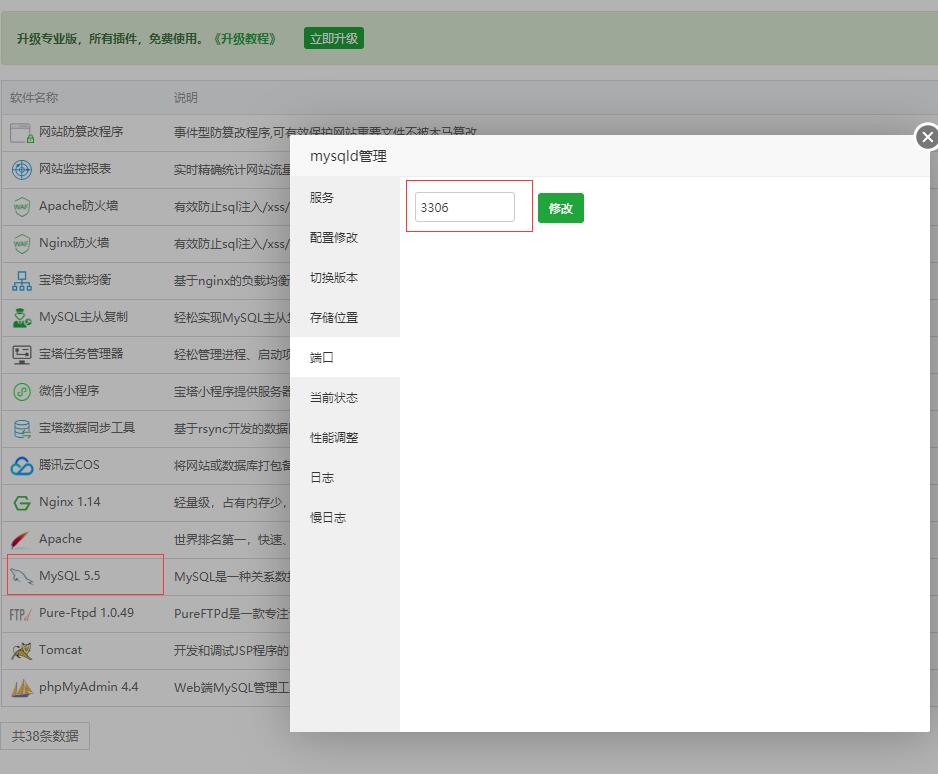 升级专业版，所有插件，免费使用。《升级教程》 立即升级
软件名称 说明
网站防篡改程序 事件型防篡改程序,可有效保护网站重要文件不被木马篡改
mysqld管理
网站监控报表 实时精确统计网站流量
服务 3306 修改
Apache防火墙 有效防止sql注入/xss/
配置修改
Nginx防火墙 有效防止sql注入/xss/
切换版本
宝塔负载均衡 基于nginx的负载均衡
存储位置
MySQL主从复制 轻松实现MySQL主从
宝塔任务管理器 轻松管理进程、启动项
端口
微信小程序 宝塔小程序提供服务器
当前状态
宝塔数据同步工具 基于rsync开发的数据
性能调整
腾讯云COS 将网站或数据库打包备
日志
Nginx 1.14 轻量级，占有内存少，
慢日志
Apache 世界排名第一，快速、
MySQL 5.5 MySQL是一种关系数据
Pure-Ftpd 1.0.49 PureFTPd是一款专注
Tomcat 开发和调试JSP程序的
phpMyAdmin 4.4 Web端MySQL管理工
共38条数据